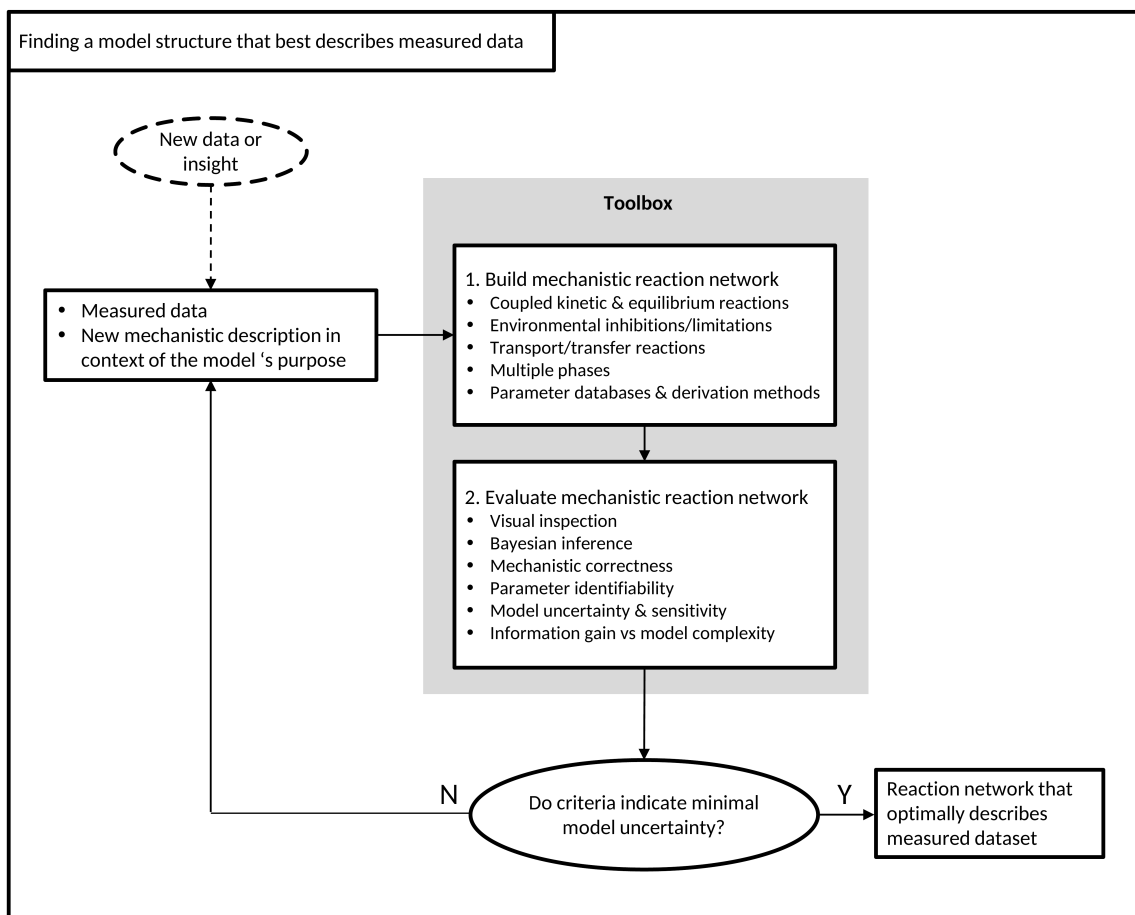 Finding a model structure that best describes measured data
New data or
insight
Toolbox
1. Build mechanistic reaction network
• Coupled kinetic & equilibrium reactions
• Environmental inhibitions/limitations
• Transport/transfer reactions
• Multiple phases
• Parameter databases & derivation methods
• Measured data
• New mechanistic description in
context of the model ‘s purpose
2. Evaluate mechanistic reaction network
• Visual inspection
• Bayesian inference
• Mechanistic correctness
• Parameter identifiability
• Model uncertainty & sensitivity
• Information gain vs model complexity
N
Do criteria indicate minimal
model uncertainty?
Y
Reaction network that
optimally describes
measured dataset